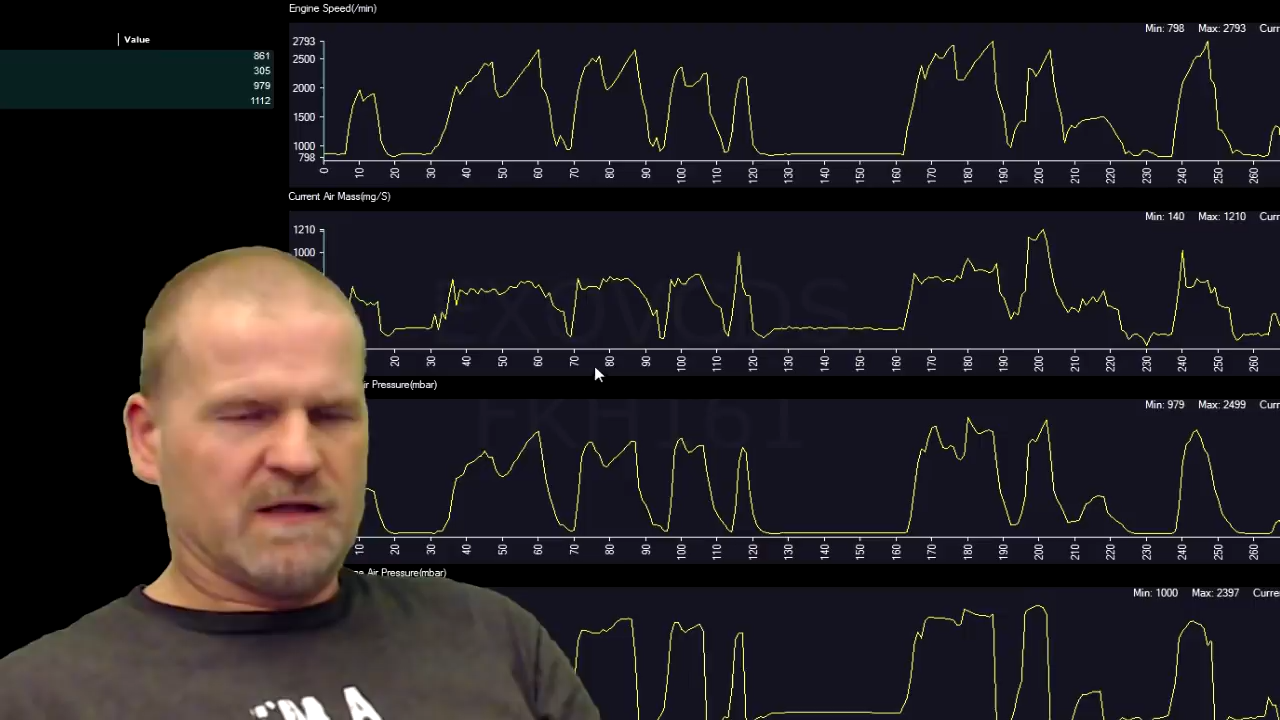 Engine Speed(/min)
Value
Min: 798 Max: 2793 Curr
861
305
979
1112
2793
2500
2000
1500
1000
798
0 10 20 30 40 50 60 70 80 90 100 110 120 130 140 150 160 170 180 190 200 210 220 230 240 250 260
Current Air Mass(mg/S)
Min: 140 Max: 1210 Curr
1210
1000
20 30 40 50 60 70 80 90 100 110 120 130 140 150 160 170 180 190 200 210 220 230 240 250 260
EXOVCDS
FKH161
ir Pressure(mbar)
Min: 979 Max: 2499 Curr
10 20 30 40 50 60 70 80 90 100 110 120 130 140 150 160 170 180 190 200 210 220 230 240 250 260
ge Air Pressure(mbar)
Min: 1000 Max: 2397 Curre
I'M A